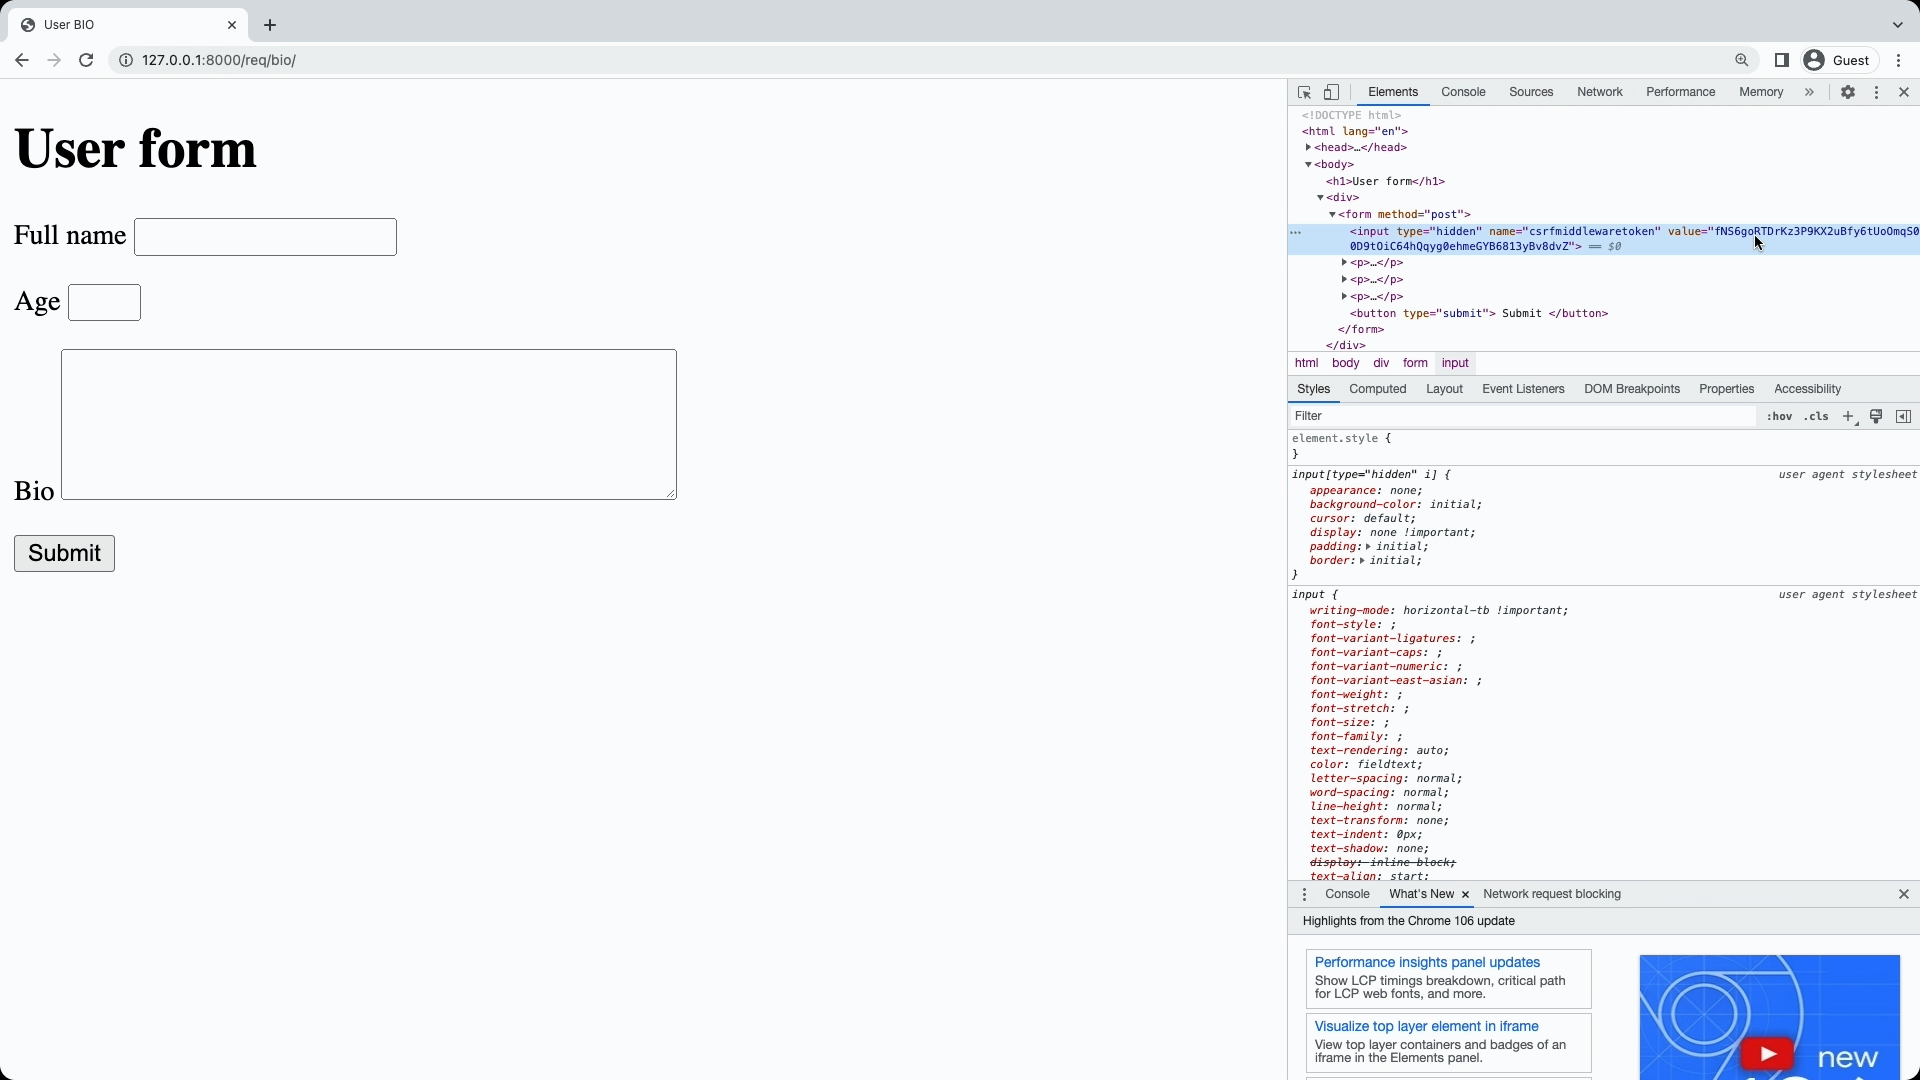 User BIO
127.0.0.1:8000/req/bio/
Guest
User form
Full name
Age
Bio
Submit
Elements Console Sources Network Performance Memory
<!DOCTYPE html>
<html lang="en">
<head>…</head>
<body>
<h1>User form</h1>
<div>
<form method="post">
<input type="hidden" name="csrfmiddlewaretoken" value="fNS6goRTDrKz3P9KX2uBfy6tUoOmqS0
0D9tOiC64hQqyg0ehmeGYB6813yBv8dvZ"> == $0
<p>…</p>
<p>…</p>
<p>…</p>
<button type="submit"> Submit </button>
</form>
</div>
html body div form input
Styles Computed Layout Event Listeners DOM Breakpoints Properties Accessibility
Filter :hov .cls
element.style {
}
input[type="hidden" i] { user agent stylesheet
appearance: none;
background-color: initial;
cursor: default;
display: none !important;
padding: initial;
border: initial;
}
input { user agent stylesheet
writing-mode: horizontal-tb !important;
font-style: ;
font-variant-ligatures: ;
font-variant-caps: ;
font-variant-numeric: ;
font-variant-east-asian: ;
font-weight: ;
font-stretch: ;
font-size: ;
font-family: ;
text-rendering: auto;
color: fieldtext;
letter-spacing: normal;
word-spacing: normal;
line-height: normal;
text-transform: none;
text-indent: 0px;
text-shadow: none;
display: inline-block;
text-align: start;
Console What's New Network request blocking
Highlights from the Chrome 106 update
Performance insights panel updates
Show LCP timings breakdown, critical path
for LCP web fonts, and more.
Visualize top layer element in iframe
View top layer containers and badges of an
iframe in the Elements panel.
new